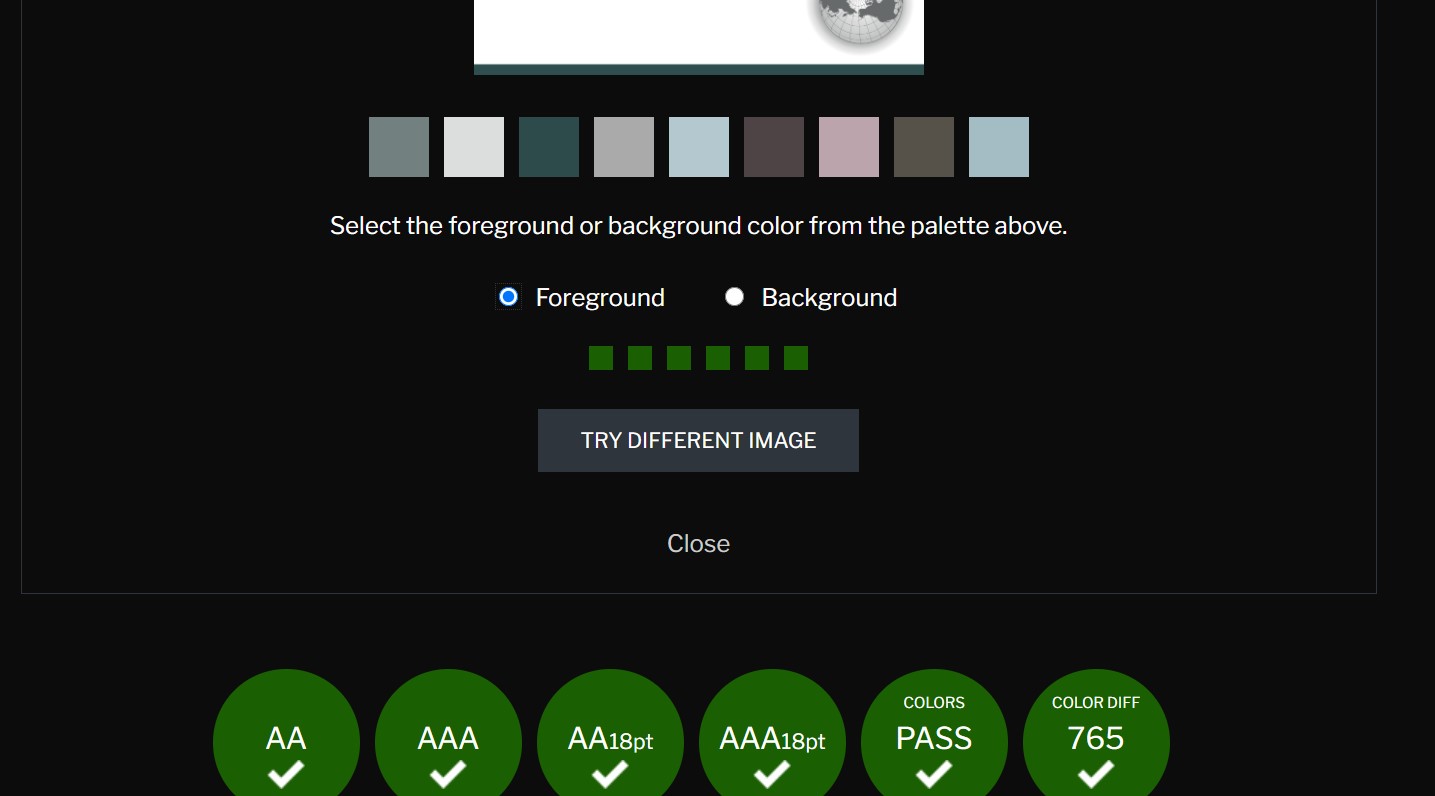 Select the foreground or background color from the palette above.
Foreground Background
TRY DIFFERENT IMAGE
Close
AA AAA AA18pt AAA18pt COLORS PASS COLOR DIFF 765